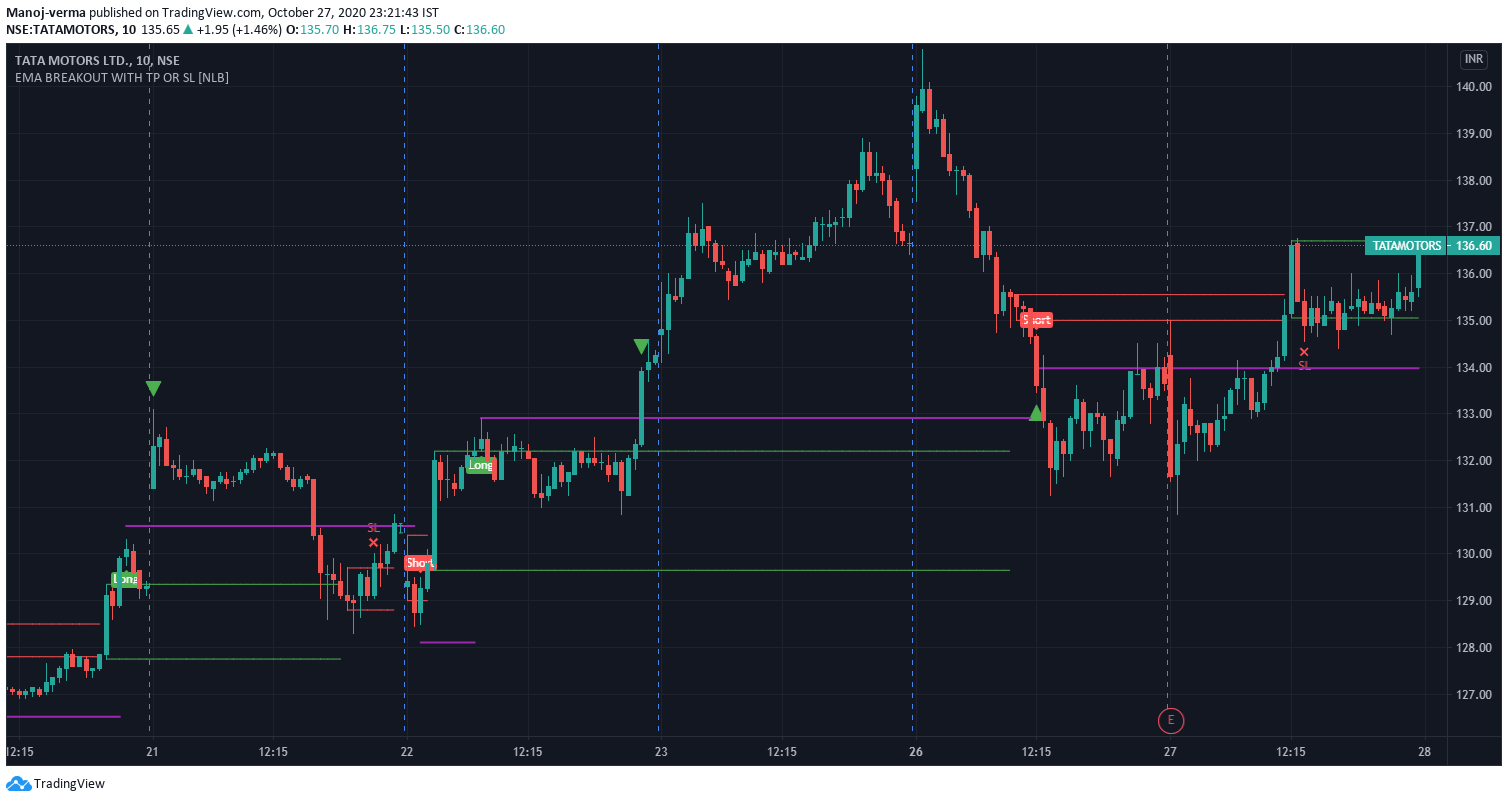 Manoj-verma published on TradingView.com, October 27, 2020 23:21:43 IST
NSE:TATAMOTORS, 10 135.65 ▲ +1.95 (+1.46%) O:135.70 H:136.75 L:135.50 C:136.60
TATA MOTORS LTD., 10, NSE
EMA BREAKOUT WITH TP OR SL [NLB]
INR
140.00
139.00
138.00
137.00
TATAMOTORS 136.60
136.00
135.00
134.00
133.00
132.00
131.00
130.00
129.00
128.00
127.00
Long
SL
Short
Long
Short
SL
E
12:15 21 12:15 22 12:15 23 12:15 26 12:15 27 12:15 28
TradingView